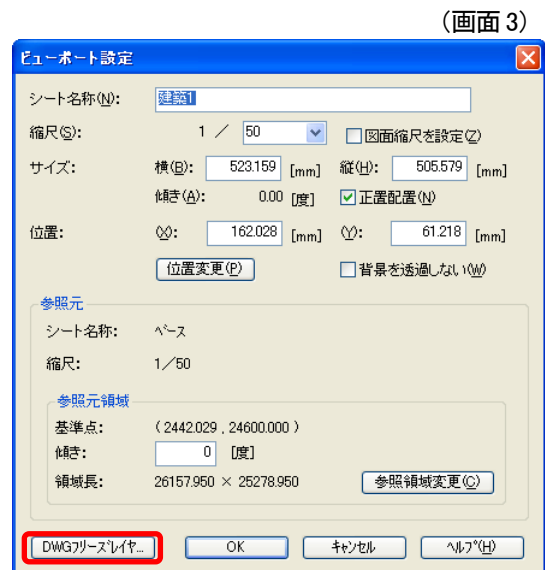 (画面 3)
ビューポート設定
シート名称(N): 建築1
縮尺(S): 1 / 50 図面縮尺を設定(Z)
サイズ: 横(B): 523.159 [mm] 縦(H): 505.579 [mm]
傾き(A): 0.00 [度] 正置配置(N)
位置: (X): 162.028 [mm] (Y): 61.218 [mm]
位置変更(P) 背景を透過しない(W)
参照元
シート名称: ベース
縮尺: 1/50
参照元領域
基準点: ( 2442.029 , 24600.000 )
傾き: 0 [度]
領域長: 26157.950 × 25278.950 参照領域変更(C)
DWGフリーズレイヤ... OK キャンセル ヘルプ(H)